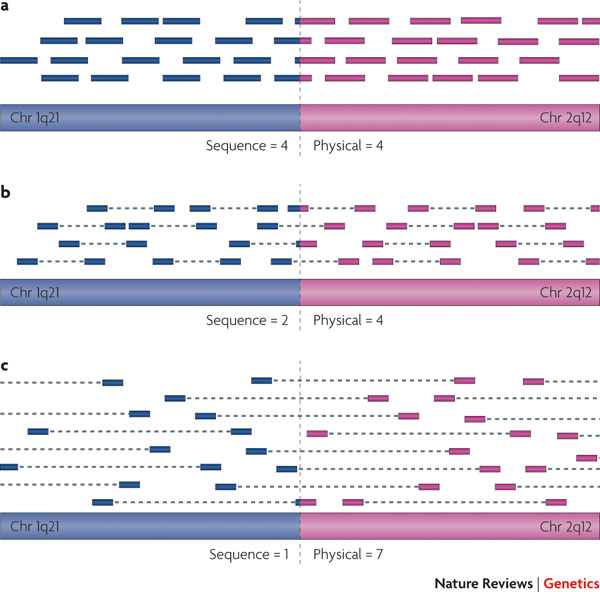 a
Chr 1q21 Chr 2q12
Sequence = 4 Physical = 4
b
Chr 1q21 Chr 2q12
Sequence = 2 Physical = 4
c
Chr 1q21 Chr 2q12
Sequence = 1 Physical = 7
Nature Reviews | Genetics